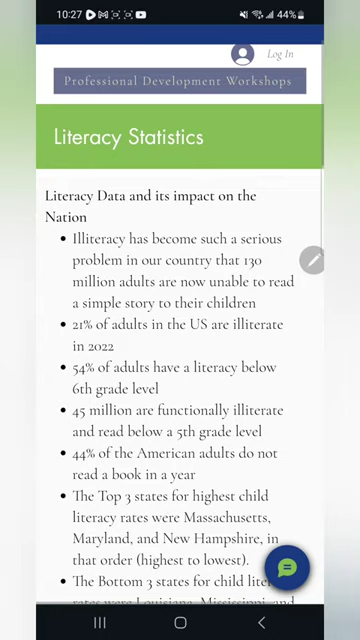 10:27
44%
Log In
Professional Development Workshops
Literacy Statistics
Literacy Data and its impact on the
Nation
• Illiteracy has become such a serious
problem in our country that 130
million adults are now unable to read
a simple story to their children
• 21% of adults in the US are illiterate
in 2022
• 54% of adults have a literacy below
6th grade level
• 45 million are functionally illiterate
and read below a 5th grade level
• 44% of the American adults do not
read a book in a year
• The Top 3 states for highest child
literacy rates were Massachusetts,
Maryland, and New Hampshire, in
that order (highest to lowest).
• The Bottom 3 states for child
rates were Louisiana, Mississippi, and